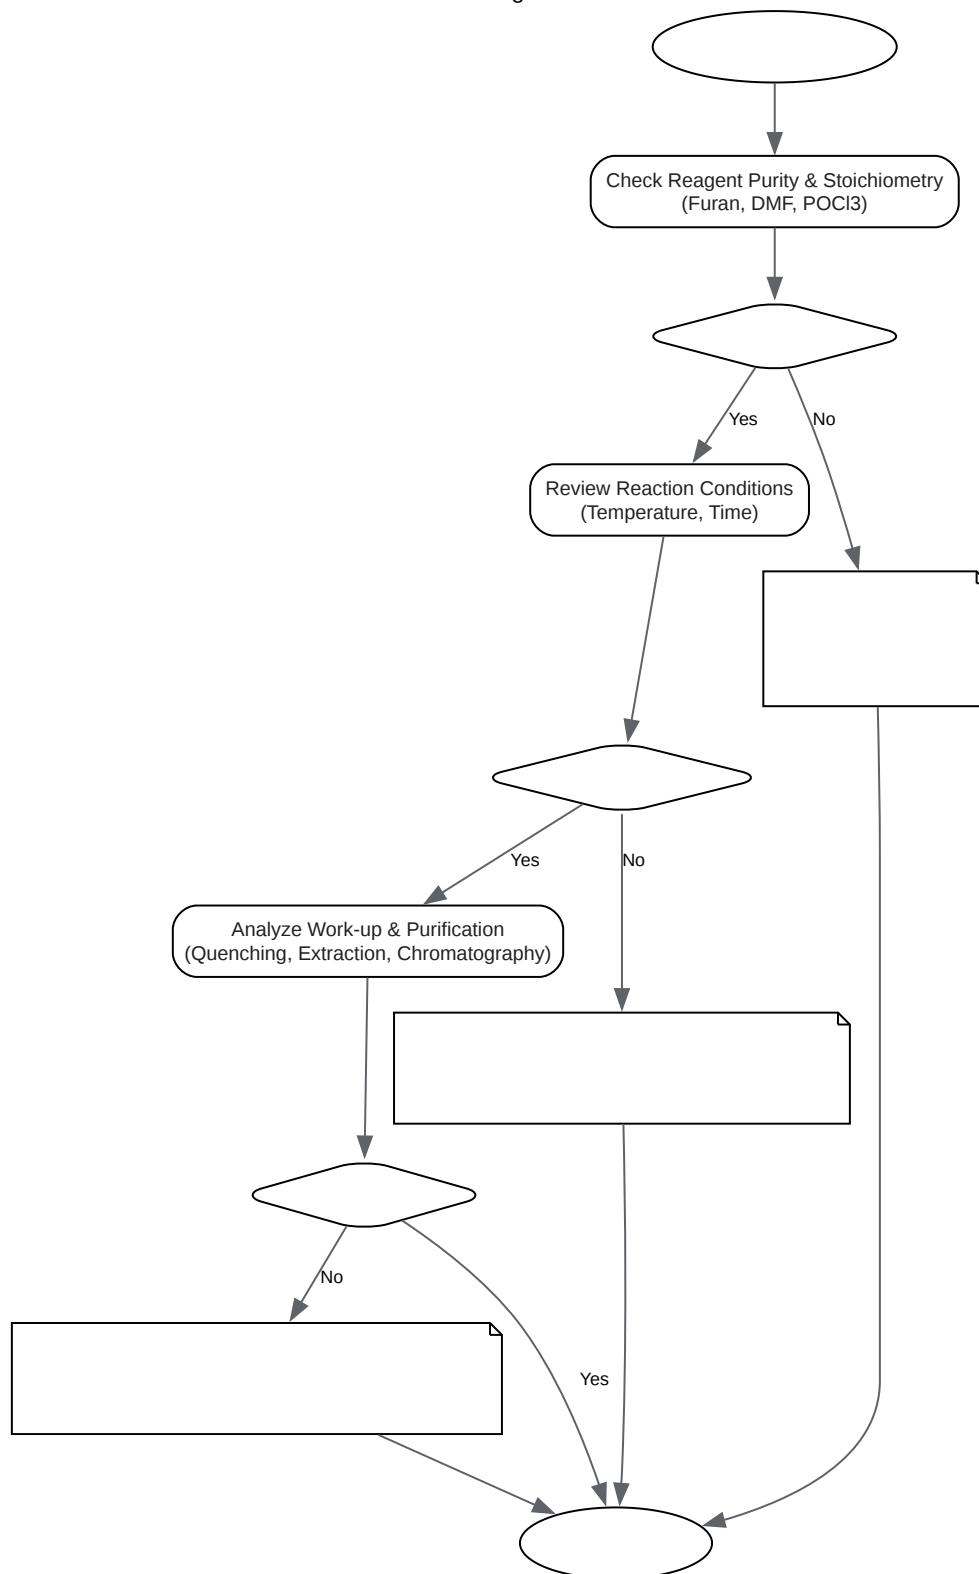 Check Reagent Purity & Stoichiometry
(Furan, DMF, POCl3)
Yes
No
Review Reaction Conditions
(Temperature, Time)
Yes
No
Analyze Work-up & Purification
(Quenching, Extraction, Chromatography)
No
Yes